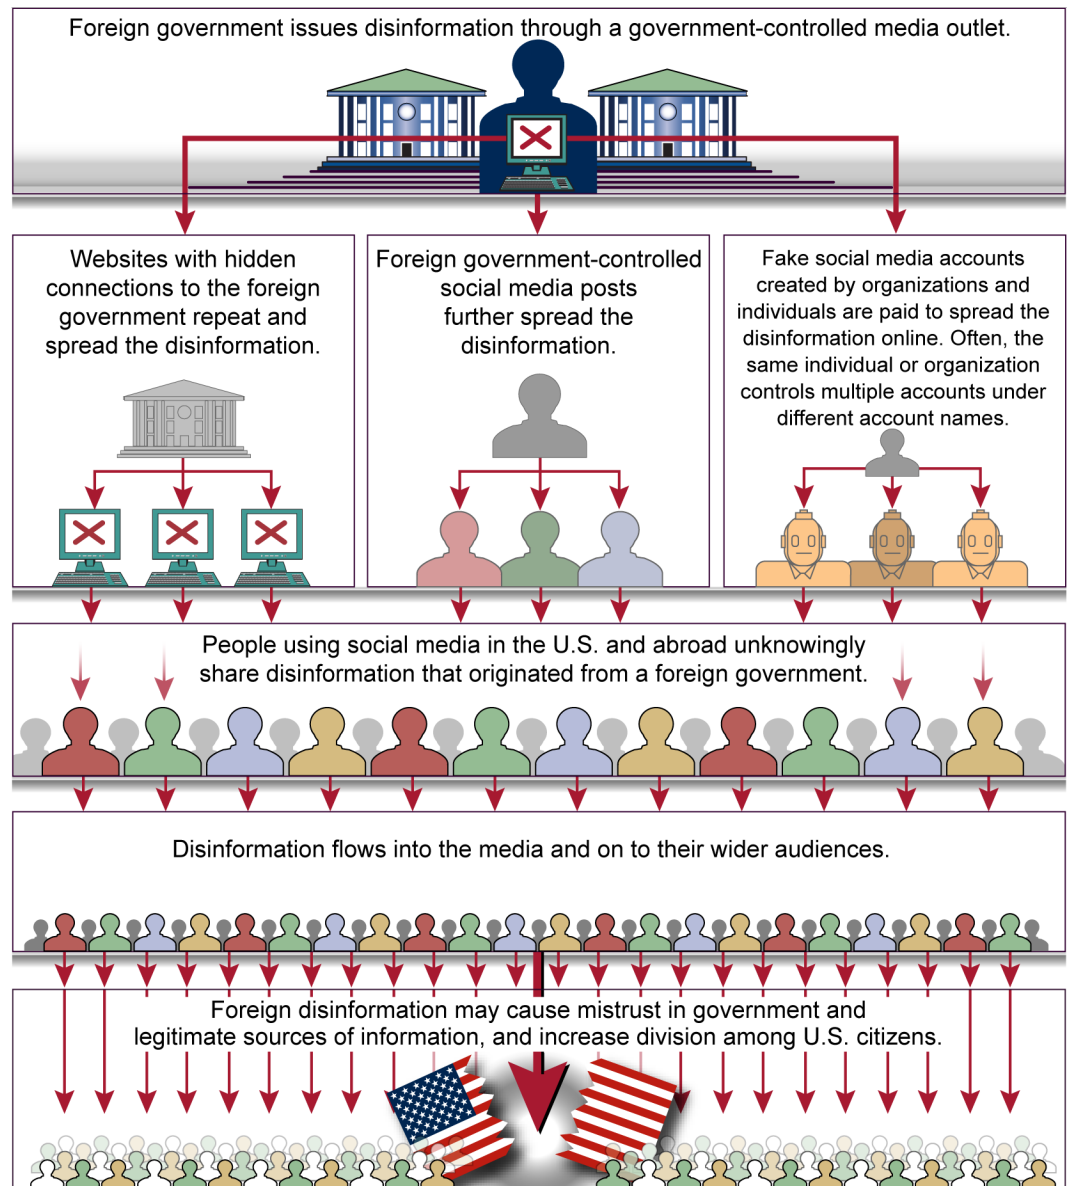 Foreign government issues disinformation through a government-controlled media outlet.
Websites with hidden
connections to the foreign
government repeat and
spread the disinformation.
Foreign government-controlled
social media posts
further spread the
disinformation.
Fake social media accounts
created by organizations and
individuals are paid to spread the
disinformation online. Often, the
same individual or organization
controls multiple accounts under
different account names.
People using social media in the U.S. and abroad unknowingly
share disinformation that originated from a foreign government.
Disinformation flows into the media and on to their wider audiences.
Foreign disinformation may cause mistrust in government and
legitimate sources of information, and increase division among U.S. citizens.